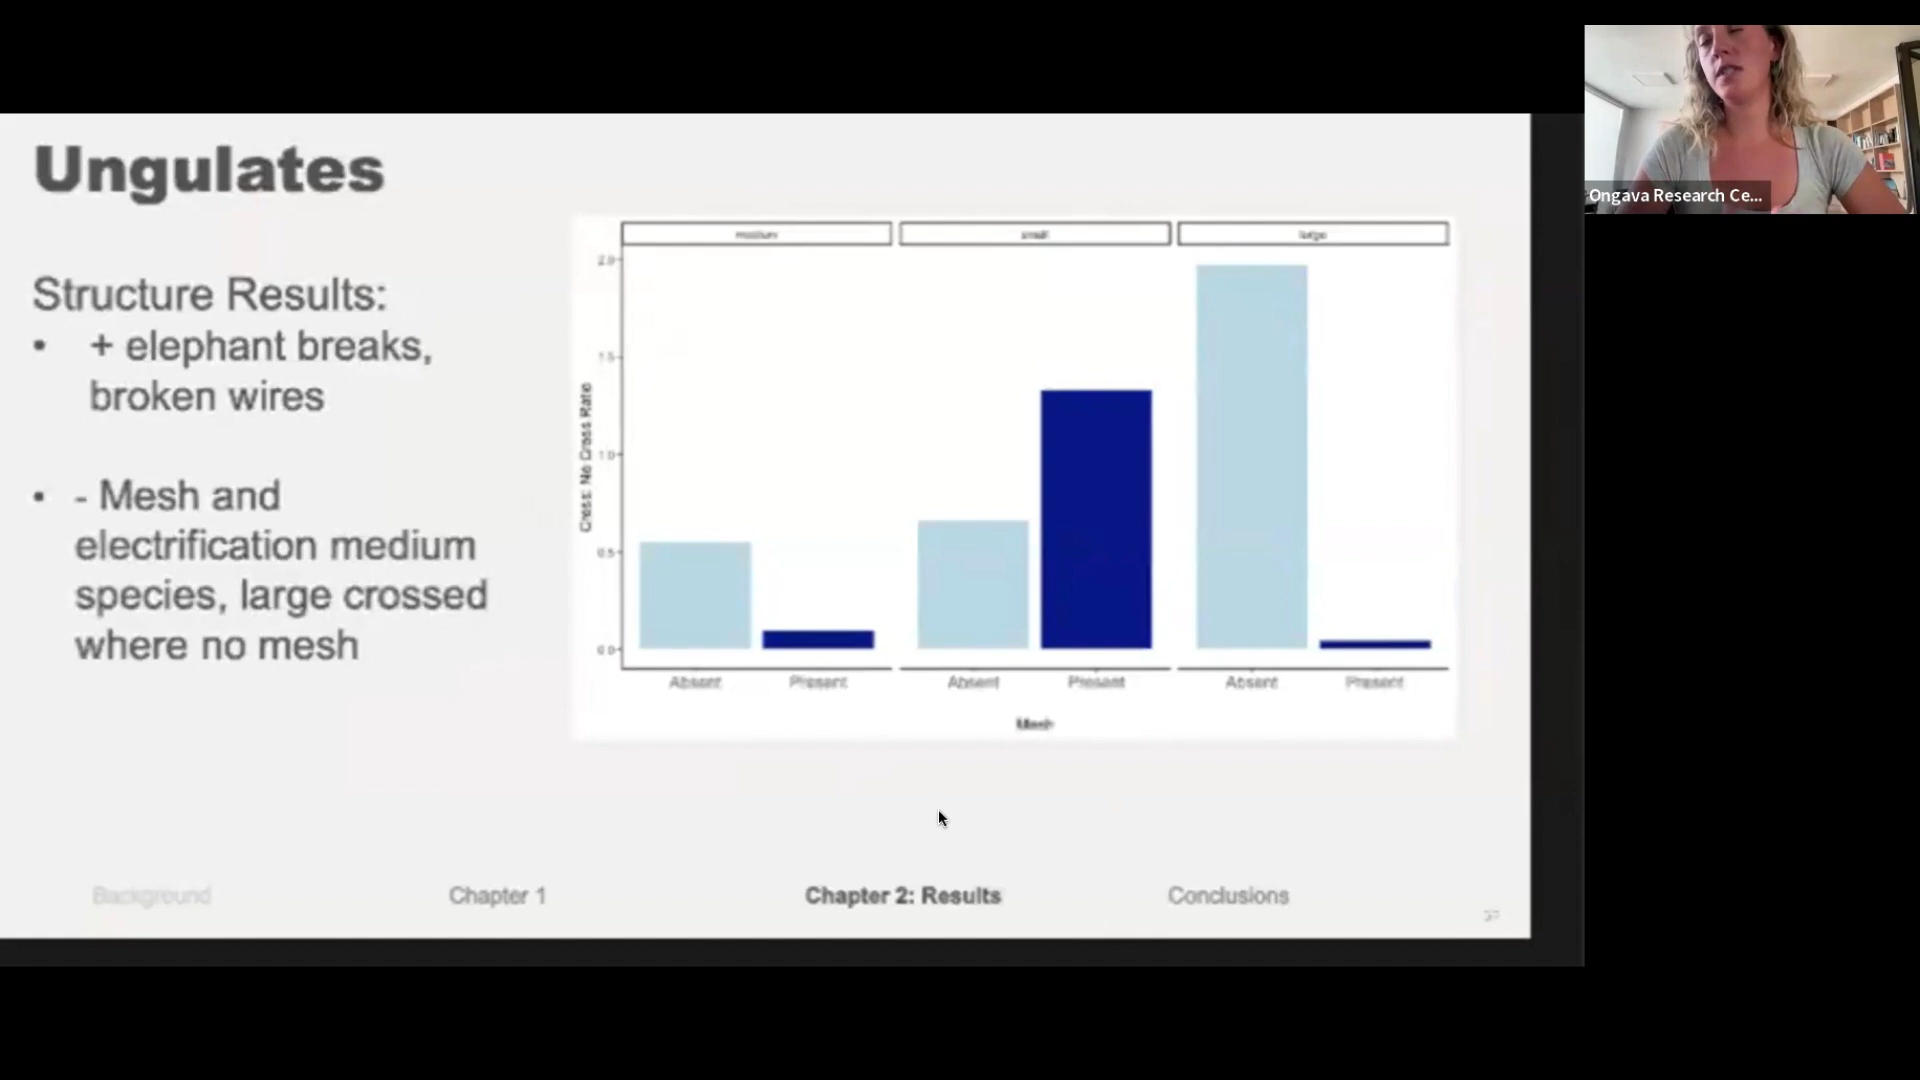 Ungulates
Structure Results:
• + elephant breaks,
broken wires
• - Mesh and
electrification medium
species, large crossed
where no mesh
medium
small
large
2.0
1.5
1.0
0.5
0.0
Cross: No Cross Rate
Absent
Present
Absent
Present
Absent
Present
Mesh
Background
Chapter 1
Chapter 2: Results
Conclusions
Ongava Research Ce...